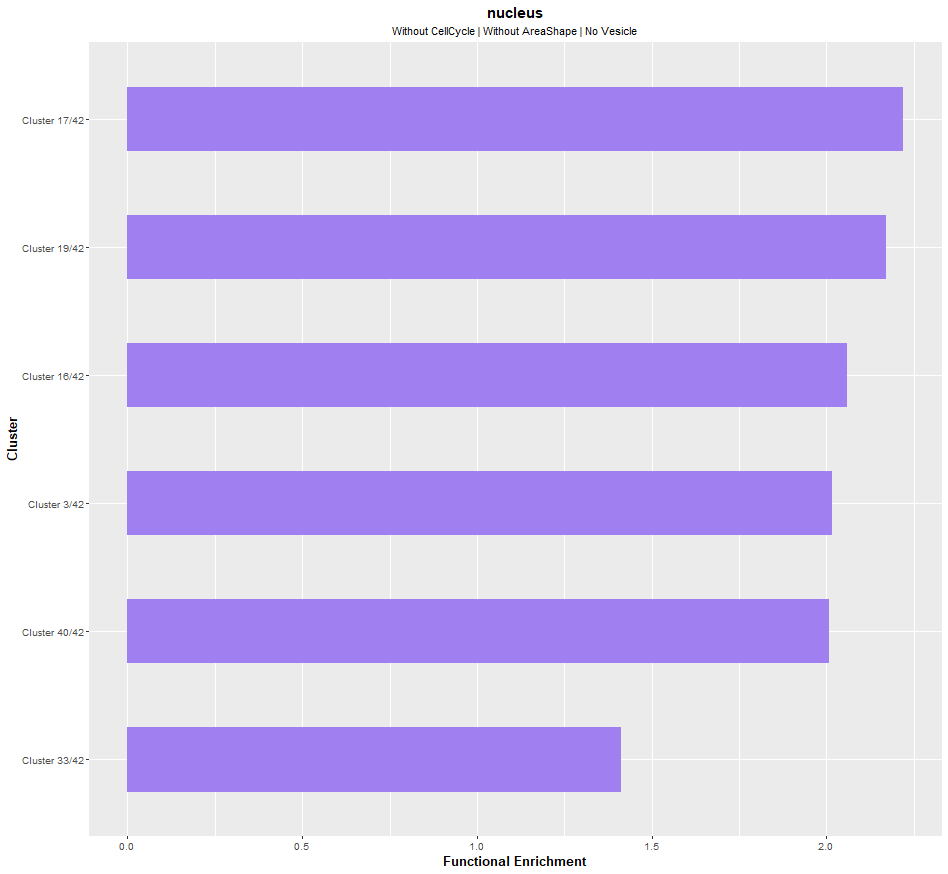 nucleus
Without CellCycle | Without AreaShape | No Vesicle
Cluster
Cluster 17/42
Cluster 19/42
Cluster 16/42
Cluster 3/42
Cluster 40/42
Cluster 33/42
0.0 0.5 1.0 1.5 2.0
Functional Enrichment